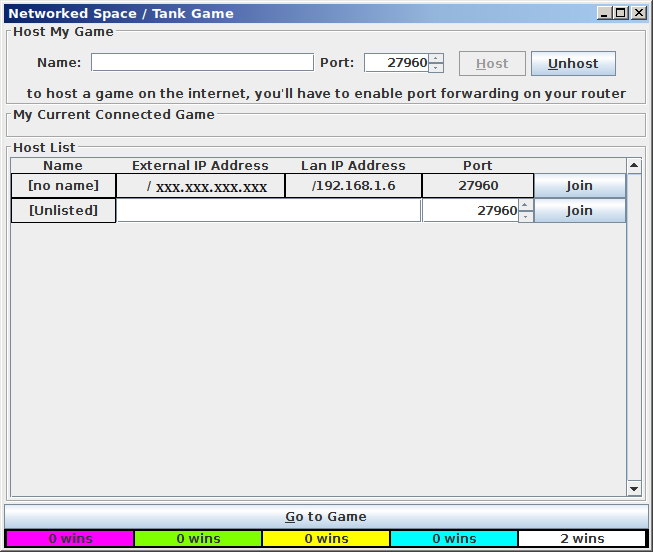 Networked Space / Tank Game
Host My Game
Name: Port: 27960 Host Unhost
to host a game on the internet, you'll have to enable port forwarding on your router
My Current Connected Game
Host List
Name External IP Address Lan IP Address Port
[no name] / xxx.xxx.xxx.xxx /192.168.1.6 27960 Join
[Unlisted] 27960 Join
Go to Game
0 wins 0 wins 0 wins 0 wins 2 wins